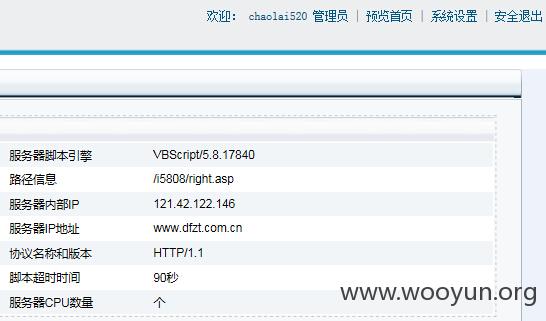 欢迎： chaolai520 管理员 | 预览首页 | 系统设置 | 安全退出
服务器脚本引擎 VBScript/5.8.17840
路径信息 /i5808/right.asp
服务器内部IP 121.42.122.146
服务器IP地址 www.dfzt.com.cn
协议名称和版本 HTTP/1.1
脚本超时时间 90秒
服务器CPU数量 个
www.wooyun.org